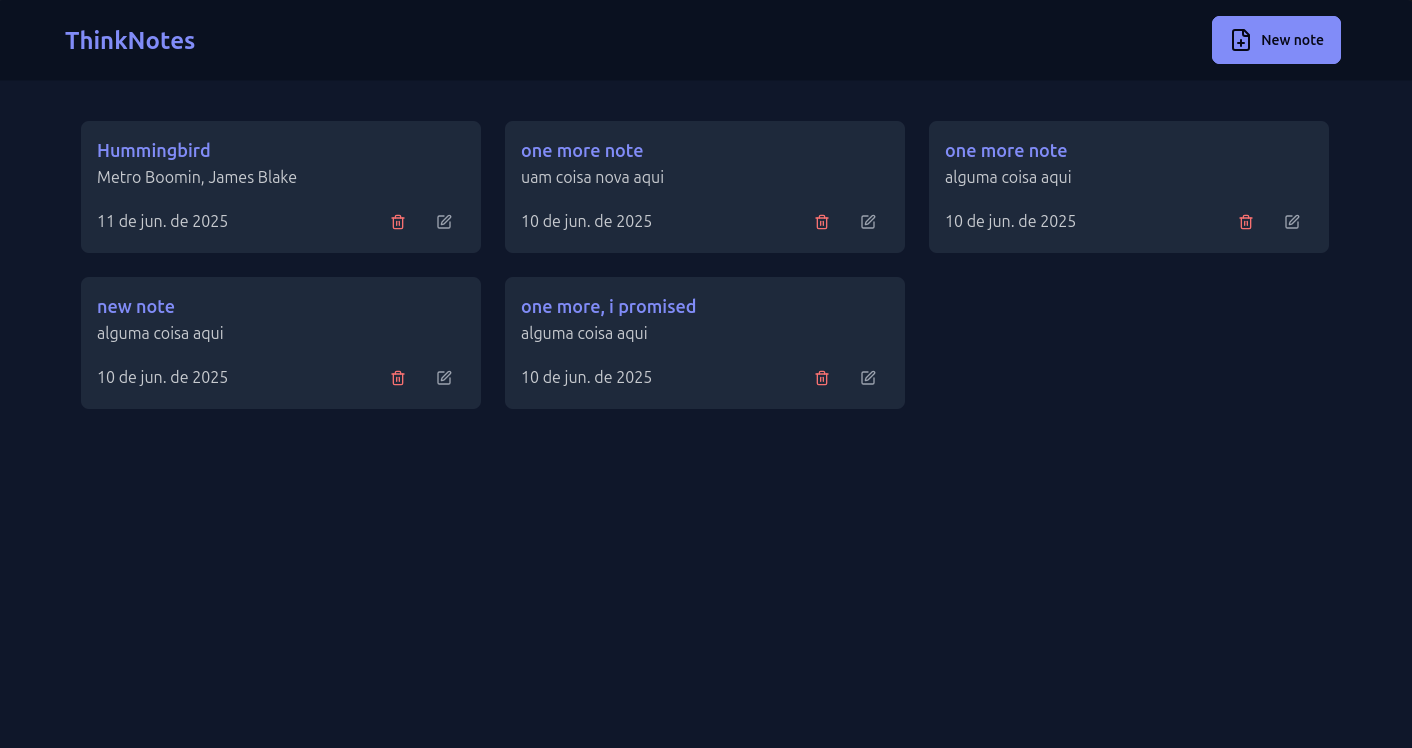 ThinkNotes
New note
Hummingbird
Metro Boomin, James Blake
11 de jun. de 2025
one more note
uam coisa nova aqui
10 de jun. de 2025
one more note
alguma coisa aqui
10 de jun. de 2025
new note
alguma coisa aqui
10 de jun. de 2025
one more, i promised
alguma coisa aqui
10 de jun. de 2025